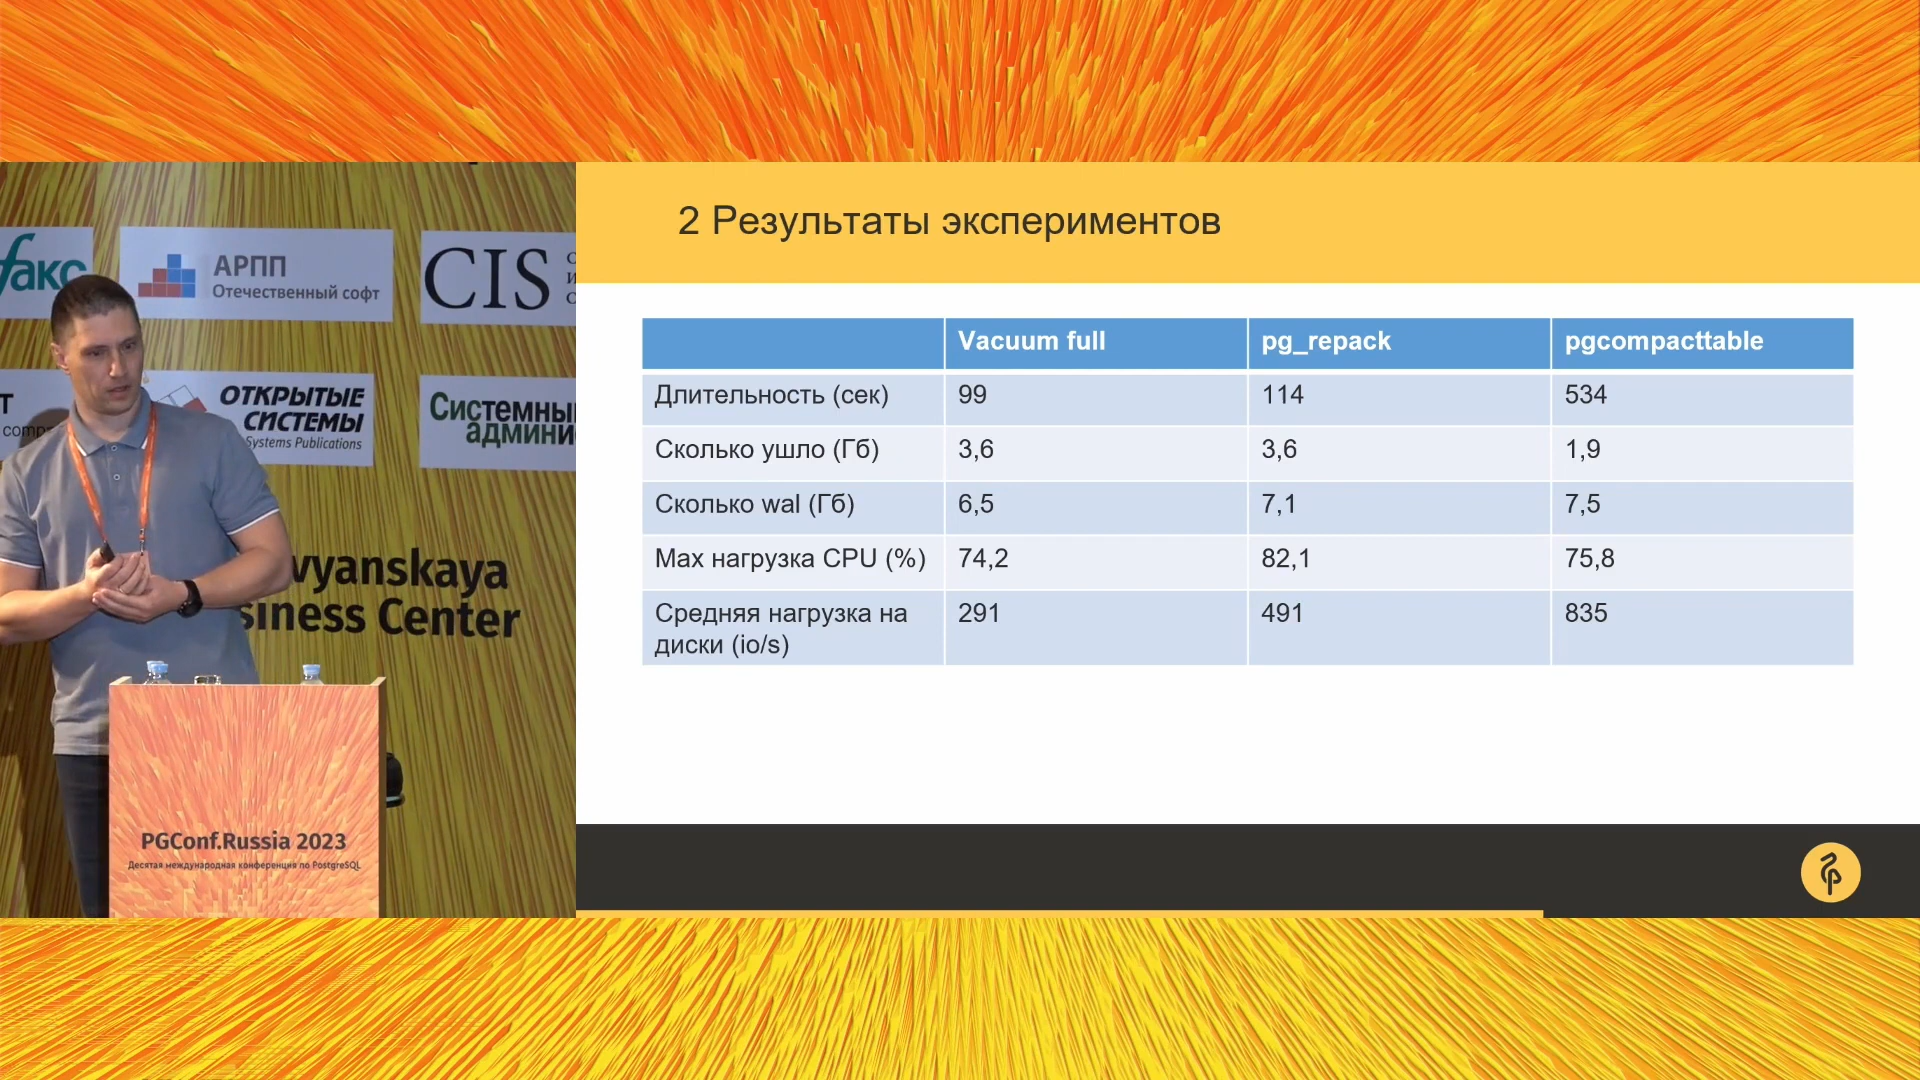 2 Результаты экспериментов
Vacuum full pg_repack pgcompacttable
Длительность (сек) 99 114 534
Сколько ушло (Гб) 3,6 3,6 1,9
Сколько wal (Гб) 6,5 7,1 7,5
Max нагрузка CPU (%) 74,2 82,1 75,8
Средняя нагрузка на 291 491 835
диски (io/s)
факс
АРПП
Отечественный софт
CIS
ОТКРЫТЫЕ
СИСТЕМЫ
Systems Publications
Системны
админи
vyanskaya
siness Center
PGConf.Russia 2023
Десятая международная конференция по PostgreSQL